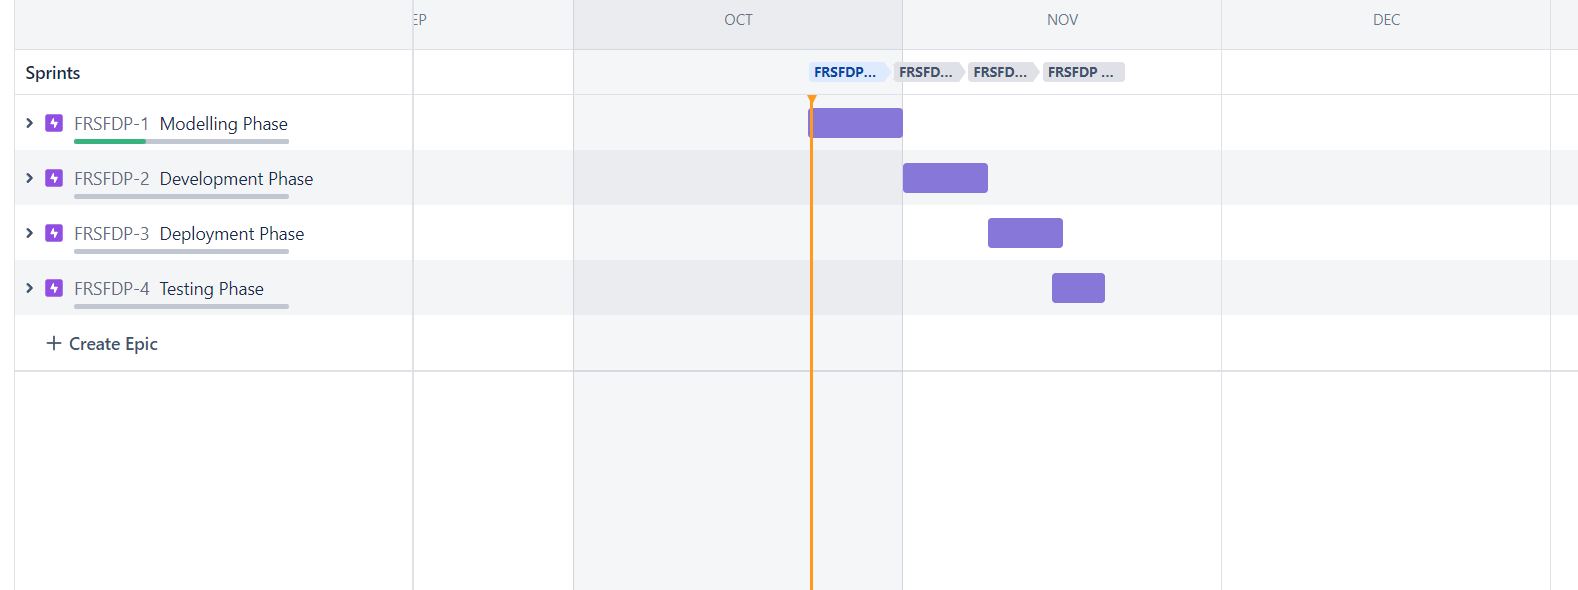 EP OCT NOV DEC
Sprints FRSFDP... FRSFD... FRSFD... FRSFDP ...
FRSFDP-1 Modelling Phase
FRSFDP-2 Development Phase
FRSFDP-3 Deployment Phase
FRSFDP-4 Testing Phase
+ Create Epic